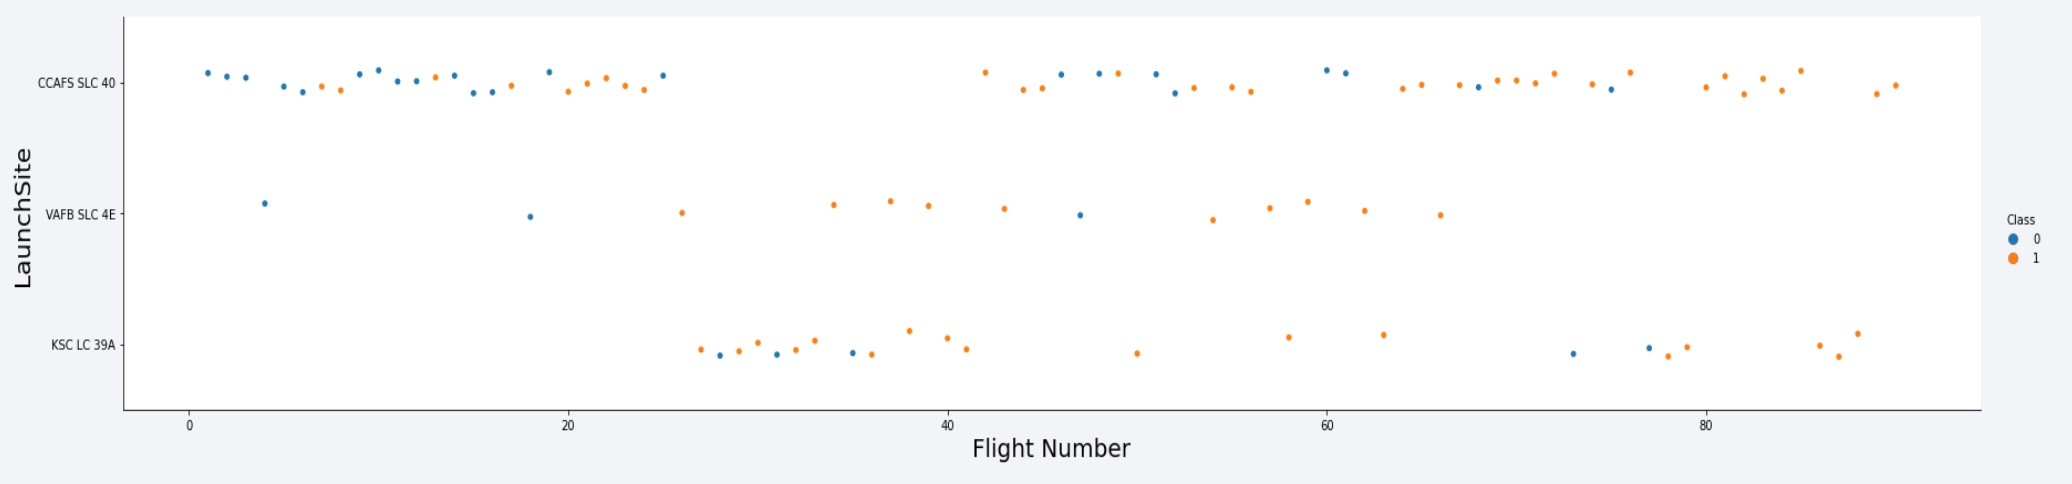 LaunchSite
CCAFS SLC 40
VAFB SLC 4E
KSC LC 39A
0 20 40 60 80
Flight Number
Class
0
1